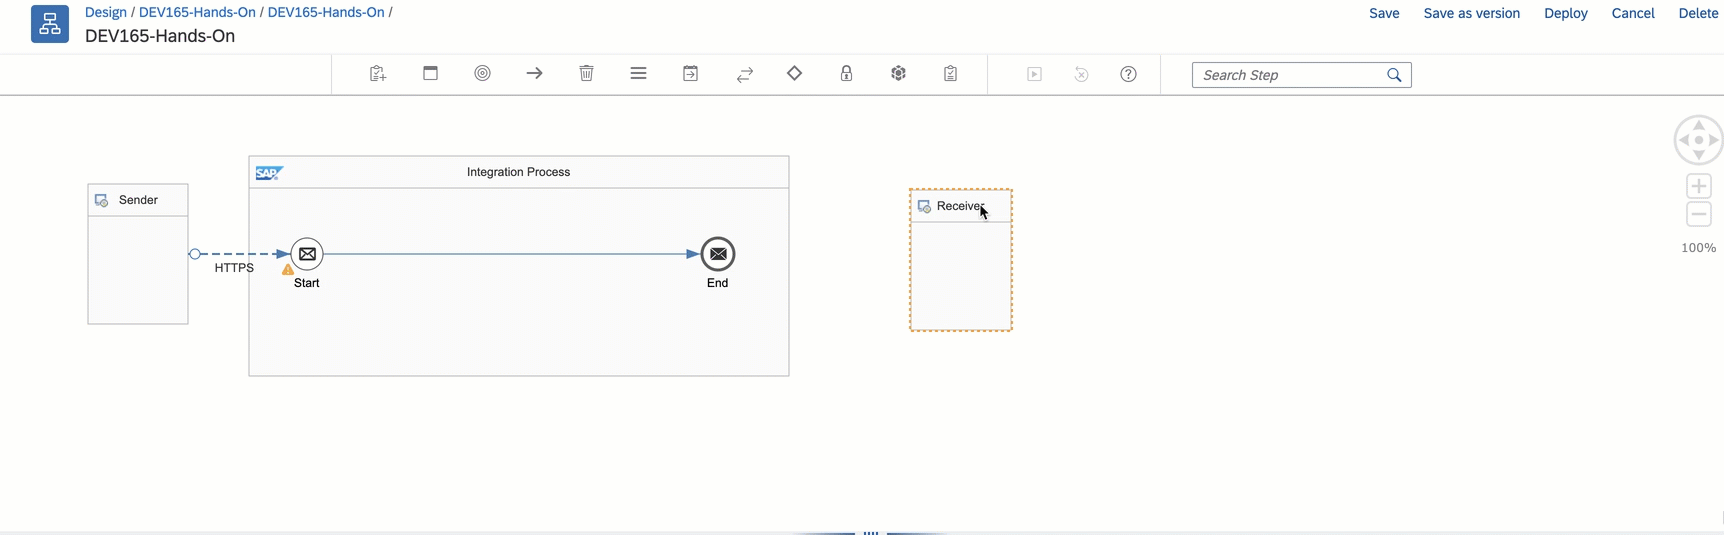 Design / DEV165-Hands-On / DEV165-Hands-On /
DEV165-Hands-On
Save Save as version Deploy Cancel Delete
Search Step
SAP Integration Process
Sender
Receiver
HTTPS
Start
End
100%